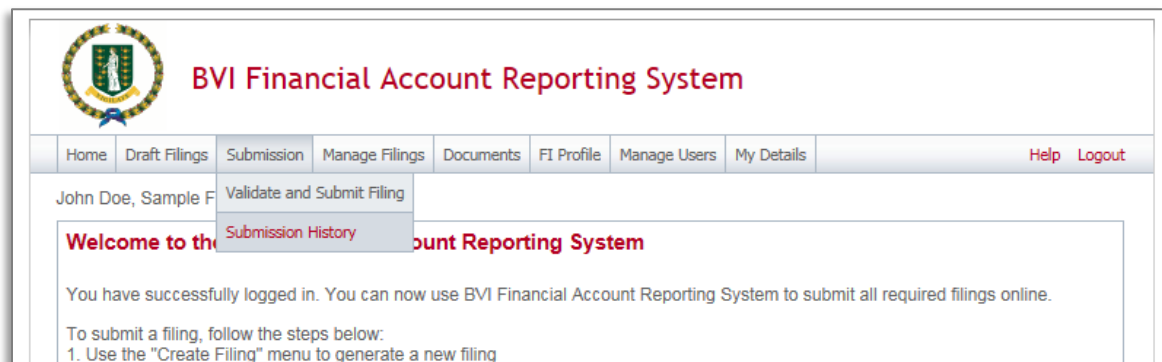 BVI Financial Account Reporting System
Home Draft Filings Submission Manage Filings Documents FI Profile Manage Users My Details Help Logout
John Doe, Sample F
Validate and Submit Filing
Submission History
Welcome to the ount Reporting System
You have successfully logged in. You can now use BVI Financial Account Reporting System to submit all required filings online.
To submit a filing, follow the steps below:
1. Use the "Create Filing" menu to generate a new filing